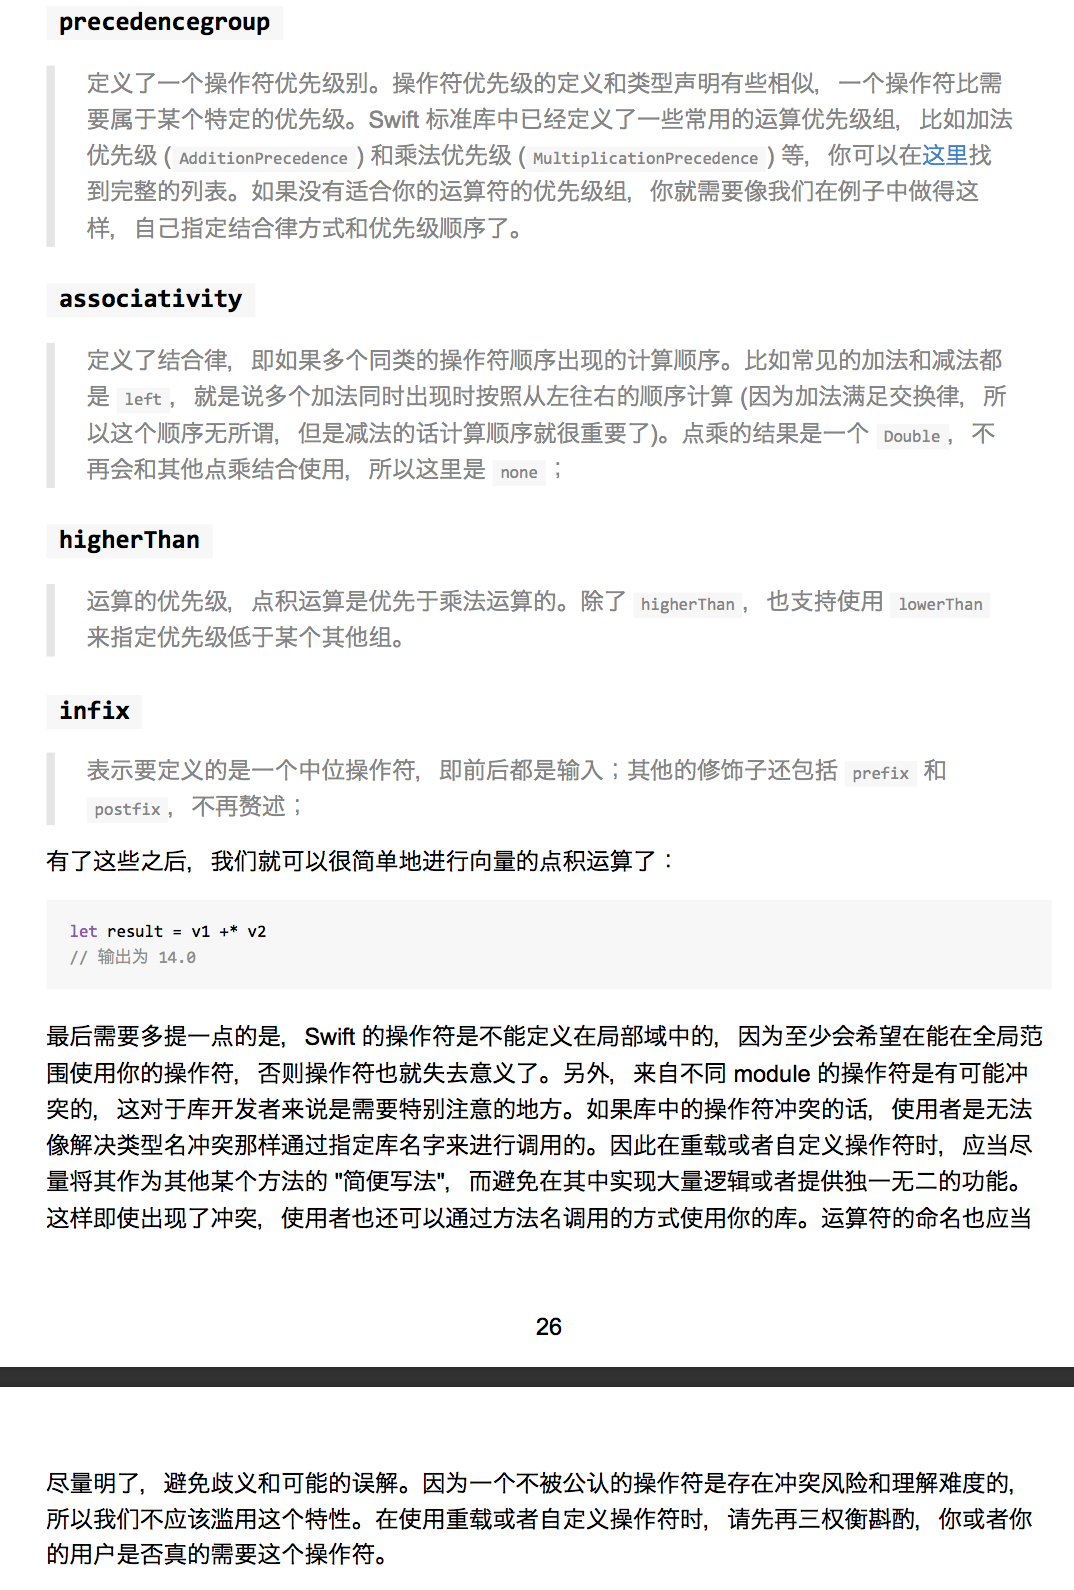 precedencegroup
定义了一个操作符优先级别。操作符优先级的定义和类型声明有些相似，一个操作符比需
要属于某个特定的优先级。Swift 标准库中已经定义了一些常用的运算优先级组，比如加法
优先级 ( AdditionPrecedence ) 和乘法优先级 ( MultiplicationPrecedence ) 等，你可以在这里找
到完整的列表。如果没有适合你的运算符的优先级组，你就需要像我们在例子中做得这
样，自己指定结合律方式和优先级顺序了。
associativity
定义了结合律，即如果多个同类的操作符顺序出现的计算顺序。比如常见的加法和减法都
是 left ，就是说多个加法同时出现时按照从左往右的顺序计算 (因为加法满足交换律，所
以这个顺序无所谓，但是减法的话计算顺序就很重要了)。点乘的结果是一个 Double ，不
再会和其他点乘结合使用，所以这里是 none ；
higherThan
运算的优先级，点积运算是优先于乘法运算的。除了 higherThan ，也支持使用 lowerThan
来指定优先级低于某个其他组。
infix
表示要定义的是一个中位操作符，即前后都是输入；其他的修饰子还包括 prefix 和
postfix ，不再赘述；
有了这些之后，我们就可以很简单地进行向量的点积运算了：
let result = v1 +* v2
// 输出为 14.0
最后需要多提一点的是，Swift 的操作符是不能定义在局部域中的，因为至少会希望在能在全局范
围使用你的操作符，否则操作符也就失去意义了。另外，来自不同 module 的操作符是有可能冲
突的，这对于库开发者来说是需要特别注意的地方。如果库中的操作符冲突的话，使用者是无法
像解决类型名冲突那样通过指定库名字来进行调用的。因此在重载或者自定义操作符时，应当尽
量将其作为其他某个方法的 "简便写法"，而避免在其中实现大量逻辑或者提供独一无二的功能。
这样即使出现了冲突，使用者也还可以通过方法名调用的方式使用你的库。运算符的命名也应当
26
尽量明了，避免歧义和可能的误解。因为一个不被公认的操作符是存在冲突风险和理解难度的，
所以我们不应该滥用这个特性。在使用重载或者自定义操作符时，请先再三权衡斟酌，你或者你
的用户是否真的需要这个操作符。